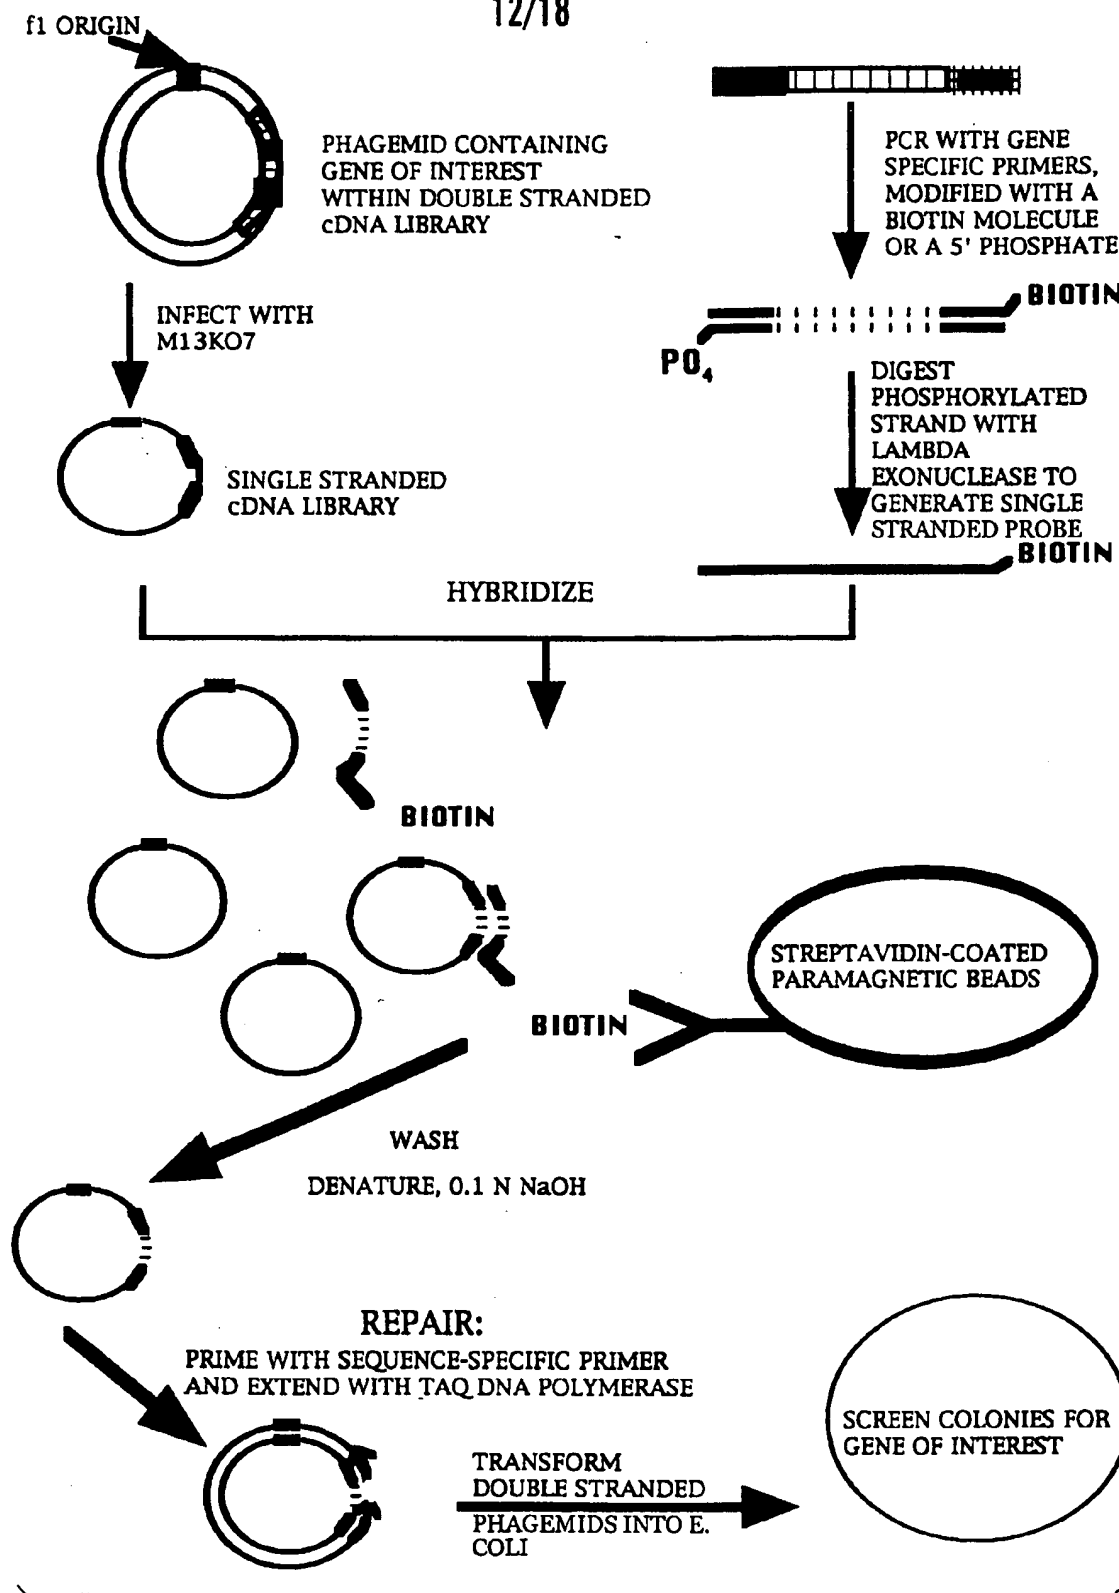 12/18
f1 ORIGIN
PHAGEMID CONTAINING
GENE OF INTEREST
WITHIN DOUBLE STRANDED
cDNA LIBRARY
PCR WITH GENE
SPECIFIC PRIMERS,
MODIFIED WITH A
BIOTIN MOLECULE
OR A 5' PHOSPHATE
INFECT WITH
M13KO7
BIOTIN
PO4
DIGEST
PHOSPHORYLATED
STRAND WITH
LAMBDA
EXONUCLEASE TO
GENERATE SINGLE
STRANDED PROBE
SINGLE STRANDED
cDNA LIBRARY
BIOTIN
HYBRIDIZE
BIOTIN
STREPTAVIDIN-COATED
PARAMAGNETIC BEADS
BIOTIN
WASH
DENATURE, 0.1 N NaOH
REPAIR:
PRIME WITH SEQUENCE-SPECIFIC PRIMER
AND EXTEND WITH TAQ DNA POLYMERASE
TRANSFORM
DOUBLE STRANDED
PHAGEMIDS INTO E.
COLI
SCREEN COLONIES FOR
GENE OF INTEREST